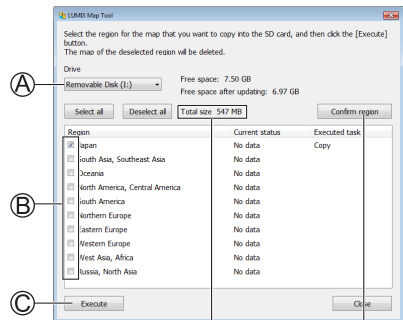 LUMIX Map Tool
Select the region for the map that you want to copy into the SD card, and then click the [Execute]
button.
The map of the deselected region will be deleted.
Drive
Removable Disk (I:)
Free space: 7.50 GB
Free space after updating: 6.97 GB
Select all Deselect all Total size 547 MB Confirm region
Region Current status Executed task
Japan No data Copy
South Asia, Southeast Asia No data
Oceania No data
North America, Central America No data
South America No data
Northern Europe No data
Eastern Europe No data
Western Europe No data
West Asia, Africa No data
Russia, North Asia No data
Execute Close
A
B
C